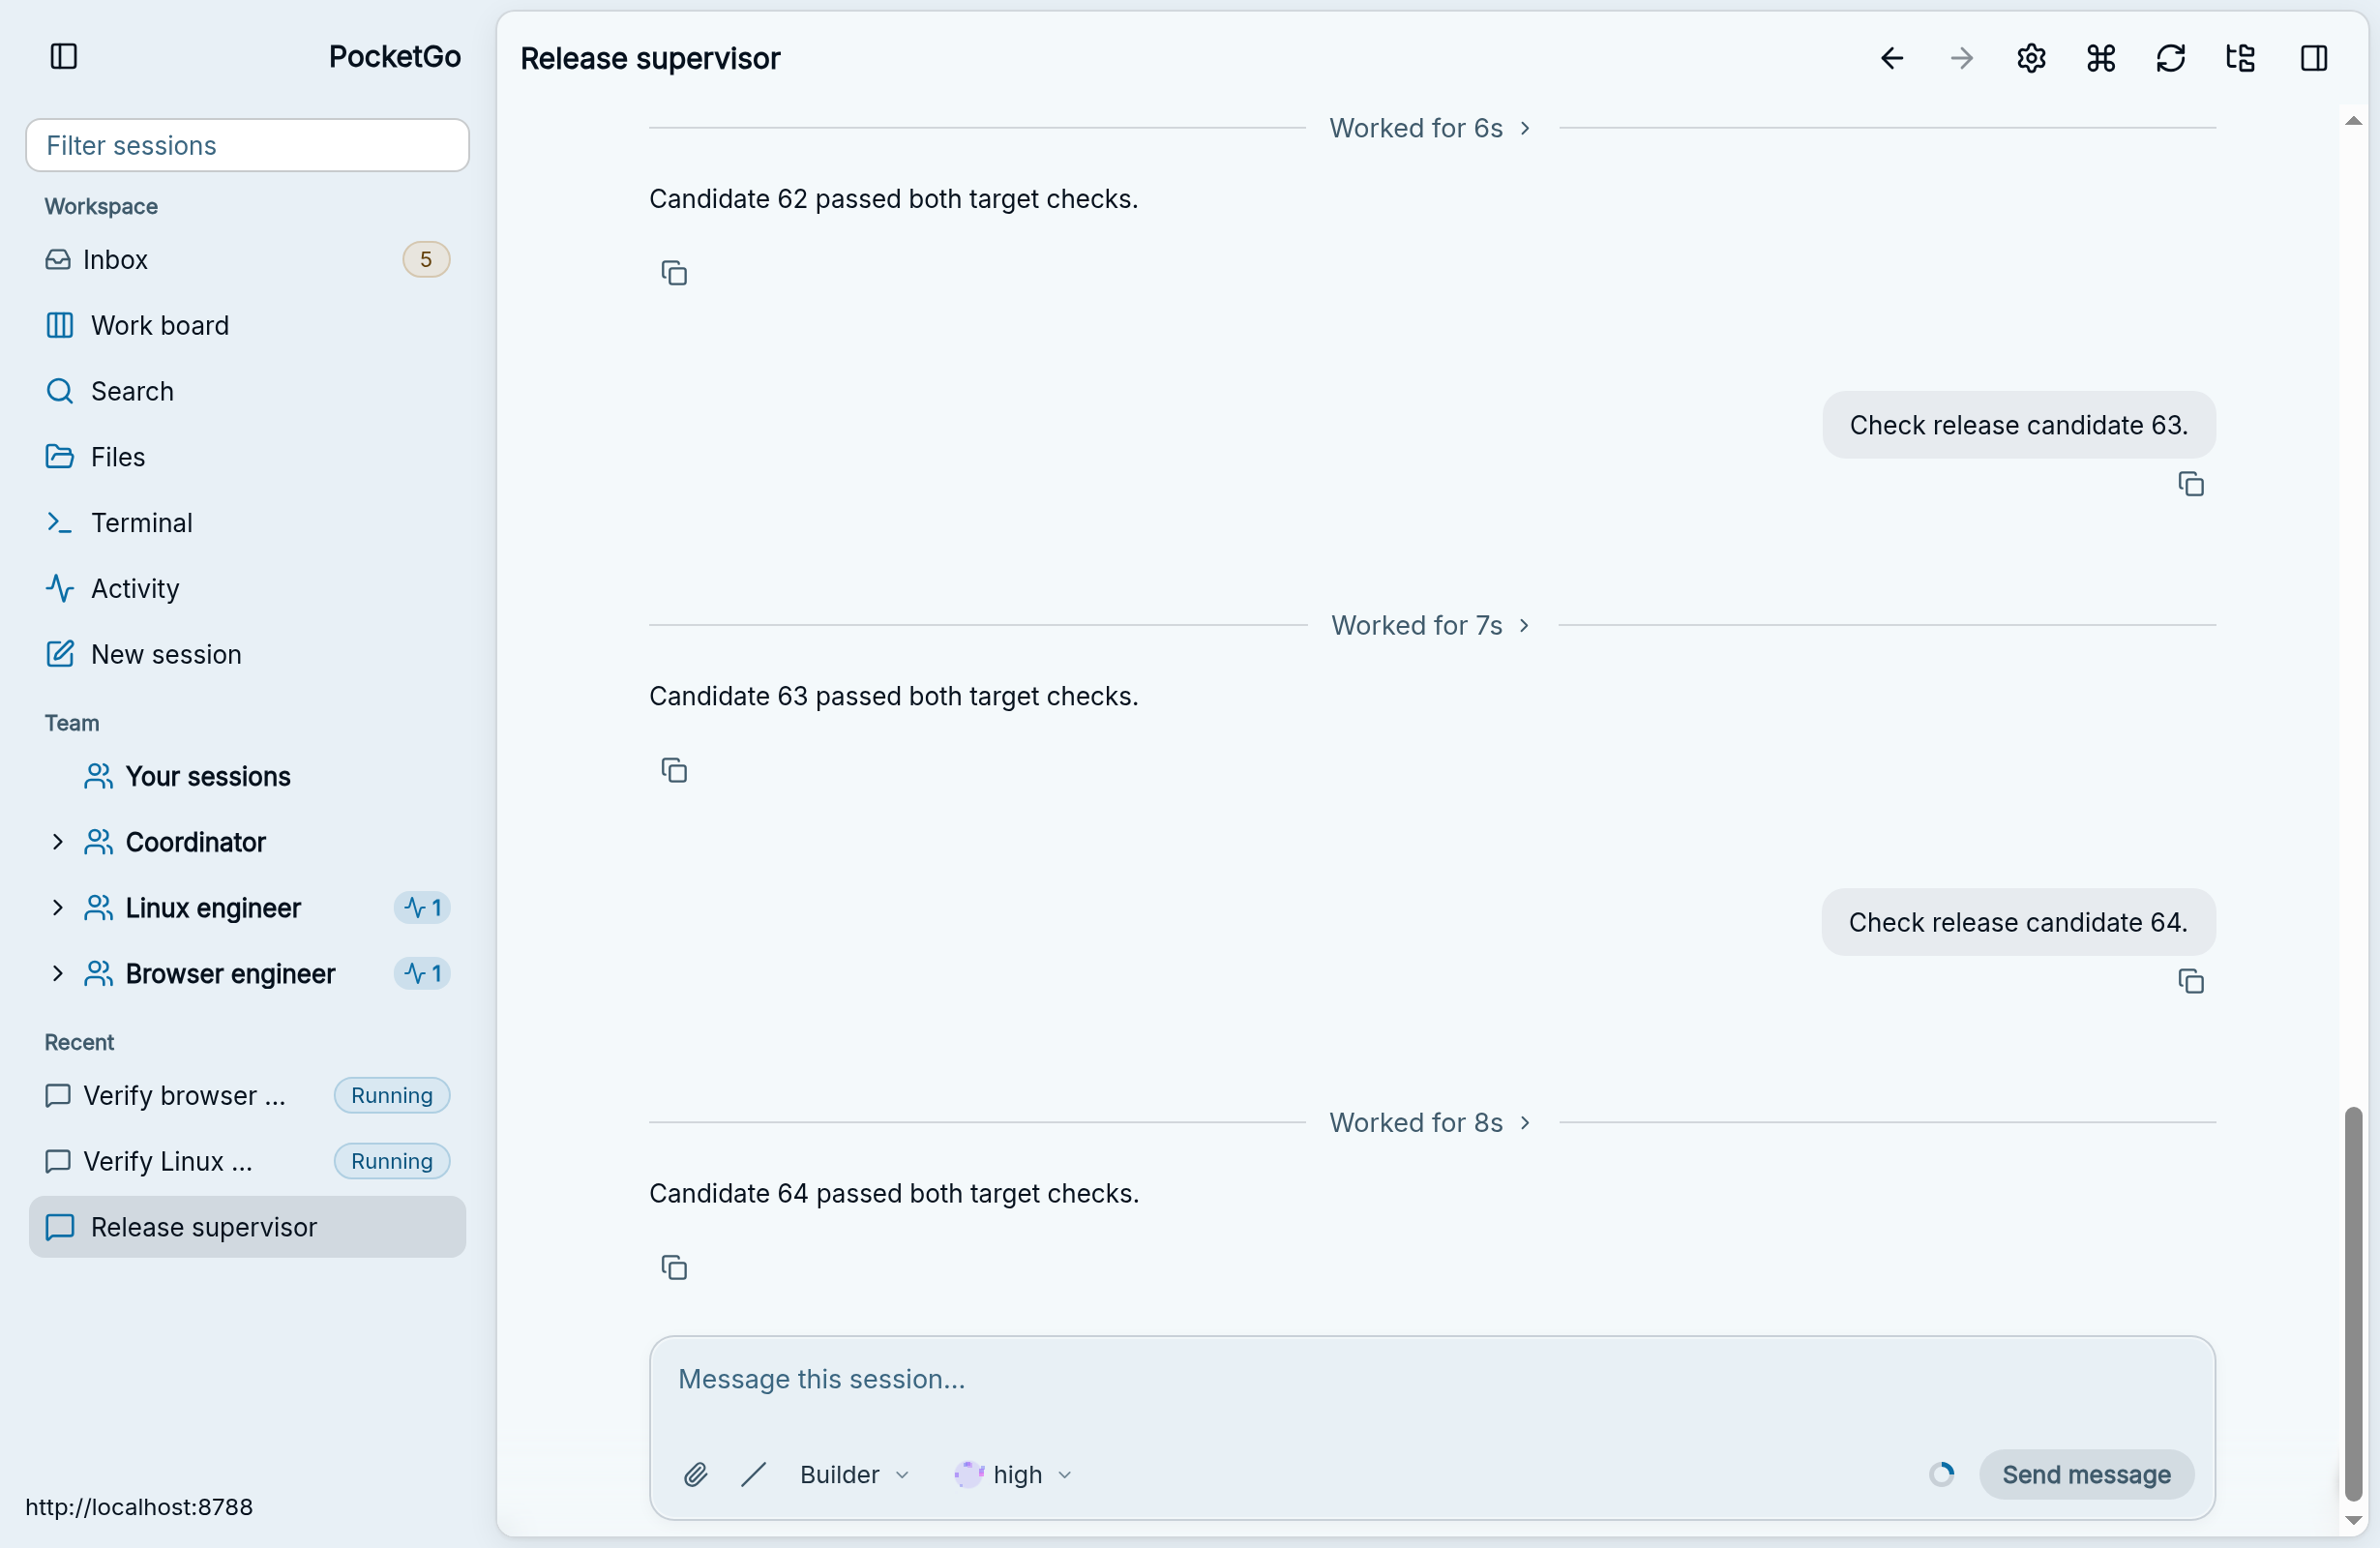 PocketGo
Filter sessions
Workspace
Inbox 5
Work board
Search
Files
Terminal
Activity
New session
Team
Your sessions
Coordinator
Linux engineer 1
Browser engineer 1
Recent
Verify browser ... Running
Verify Linux ... Running
Release supervisor
http://localhost:8788
Release supervisor
Worked for 6s
Candidate 62 passed both target checks.
Check release candidate 63.
Worked for 7s
Candidate 63 passed both target checks.
Check release candidate 64.
Worked for 8s
Candidate 64 passed both target checks.
Message this session...
Builder high Send message